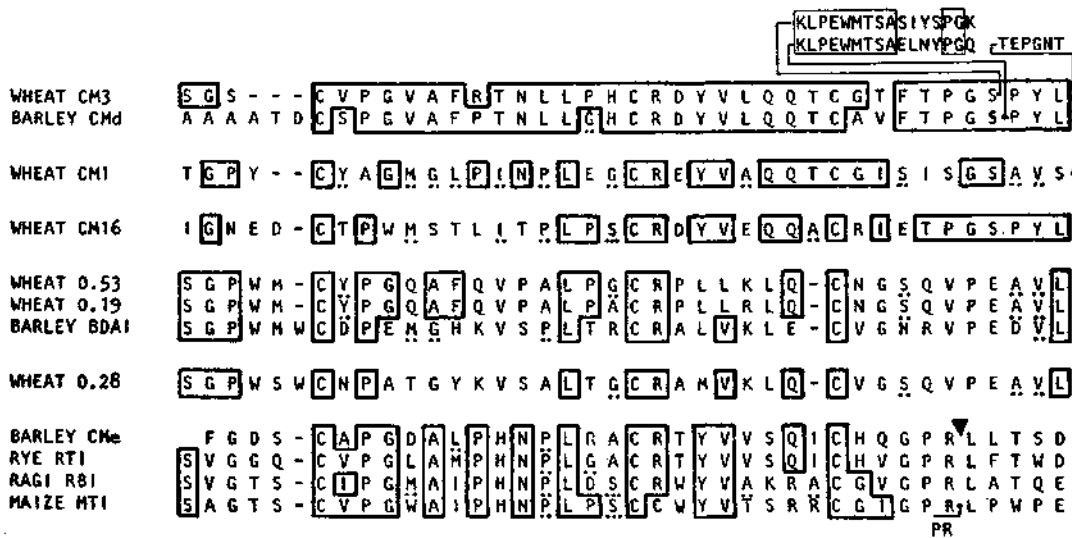 KLPEWMTSASIYSPGK
KLPEWMTSAELNYPGQ TEPGNT
WHEAT CM3 S G S - - - C V P G V A F R T N L L P H C R D Y V L Q Q T C G T F T P G S P Y L
BARLEY CMd A A A A T D C S P G V A F P T N L L G H C R D Y V L Q Q T C A V F T P G S P Y L
WHEAT CM1 T G P Y - - C Y A G M G L P I N P L E G C R E Y V A Q Q T C G I S I S G S A V S
WHEAT CM16 I G N E D - C T P W M S T L I T P L P S C R D Y V E Q Q A C R I E T P G S P Y L
WHEAT 0.53 S G P W M - C Y P G Q A F Q V P A L P G C R P L L K L Q - C N G S Q V P E A V L
WHEAT 0.19 S G P W M - C Y P G Q A F Q V P A L P A C R P L L R L Q - C N G S Q V P E A V L
BARLEY BDAI S G P W M W C D P E M G H K V S P L T R C R A L V K L E - C V G N R V P E D V L
WHEAT 0.28 S G P W S W C N P A T G Y K V S A L T G C R A M V K L Q - C V G S Q V P E A V L
BARLEY CMe F G D S - C A P G D A L P H N P L R A C R T Y V V S Q I C H Q G P R L L T S D
RYE RTI S V G G Q - C V P G L A M P H N P L G A C R T Y V V S Q I C H V G P R L F T W D
RAGI RBI S V G T S - C I P G M A I P H N P L D S C R W Y V A K R A C G V G P R L A T Q E
MAIZE MTI S A G T S - C V P G W A I P H N P L P S C C W Y V T S R R C G T G P R L P W P E
PR